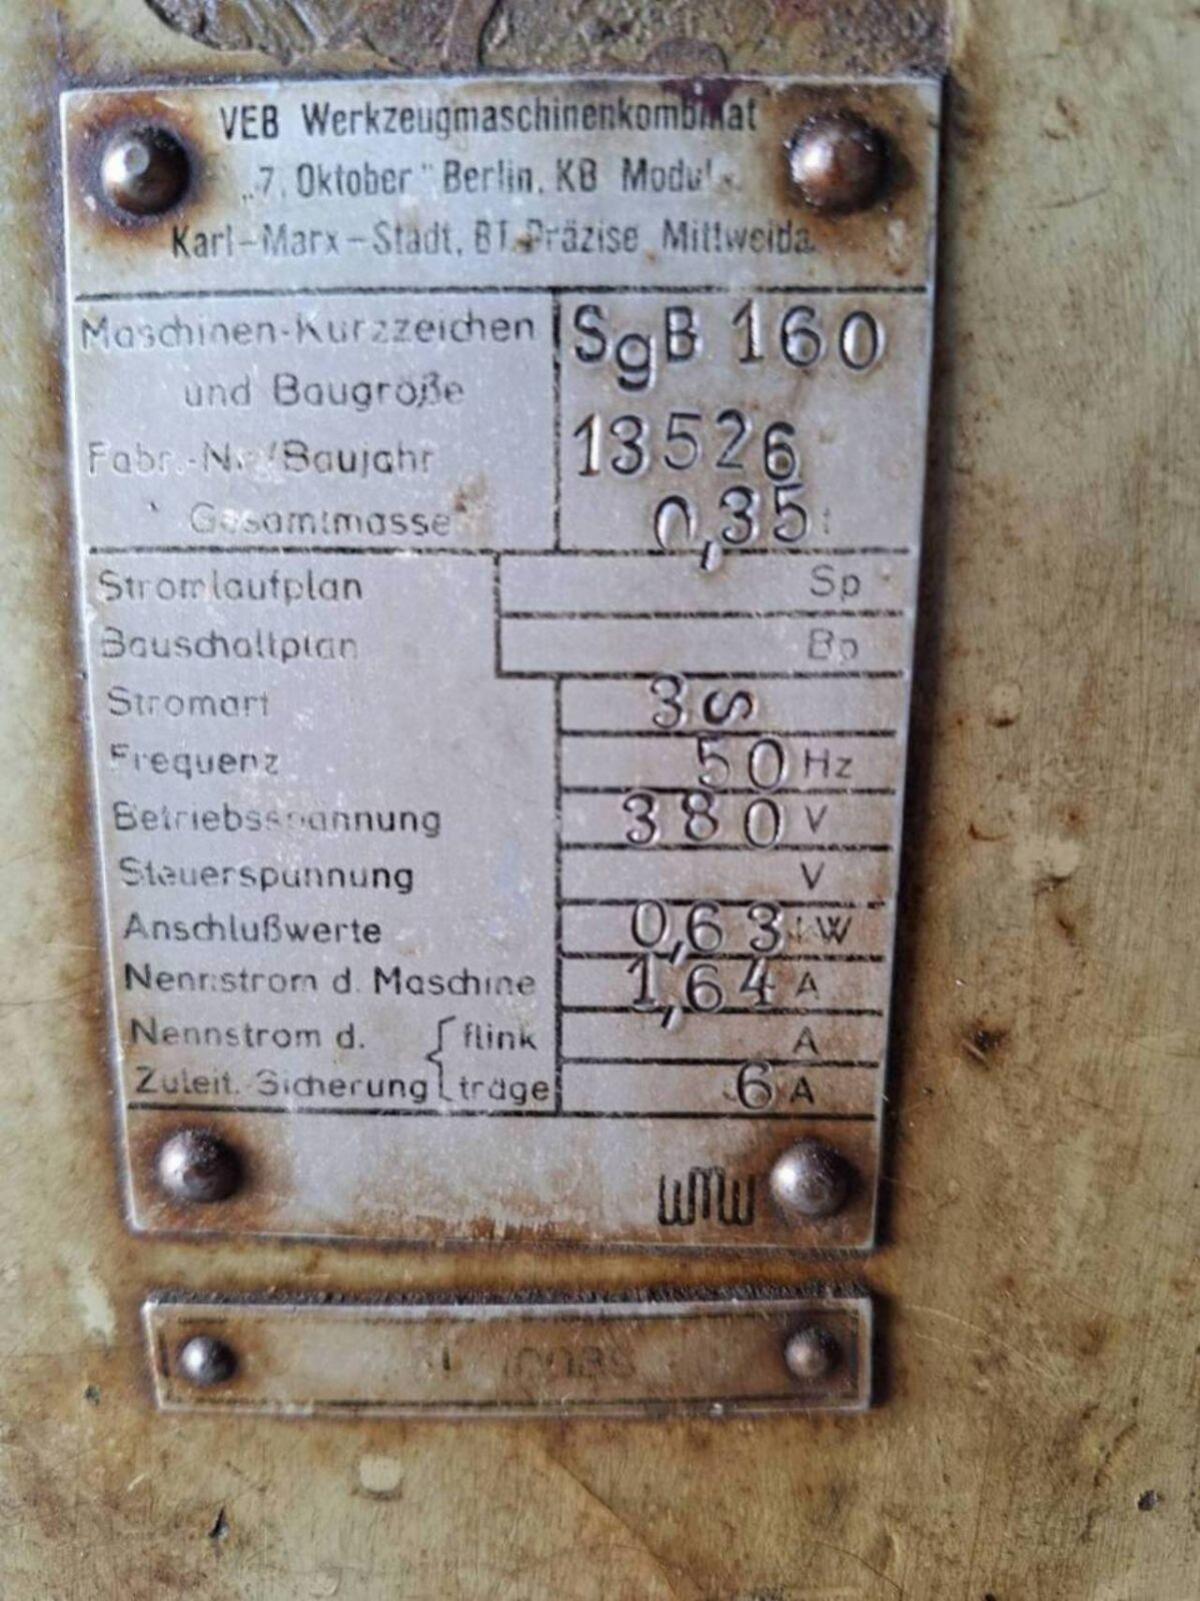 VEB Werkzeugmaschinenkombinat
„7. Oktober" Berlin, KB Modul
Karl-Marx-Stadt, BT Präzise Mittweida
Maschinen-Kurzzeichen SgB 160
und Baugröße
Fabr.-Nr./Baujahr 13526
Gesamtmasse 0,35 t
Stromlaufplan Sp
Bauschaltplan Bp
Stromart 3 ∽
Frequenz 50 Hz
Betriebsspannung 380 V
Steuerspannung V
Anschlußwerte 0,63 kW
Nennstrom d. Maschine 1,64 A
Nennstrom d. { flink A
Zuleit. Sicherung träge 6 A
WMW